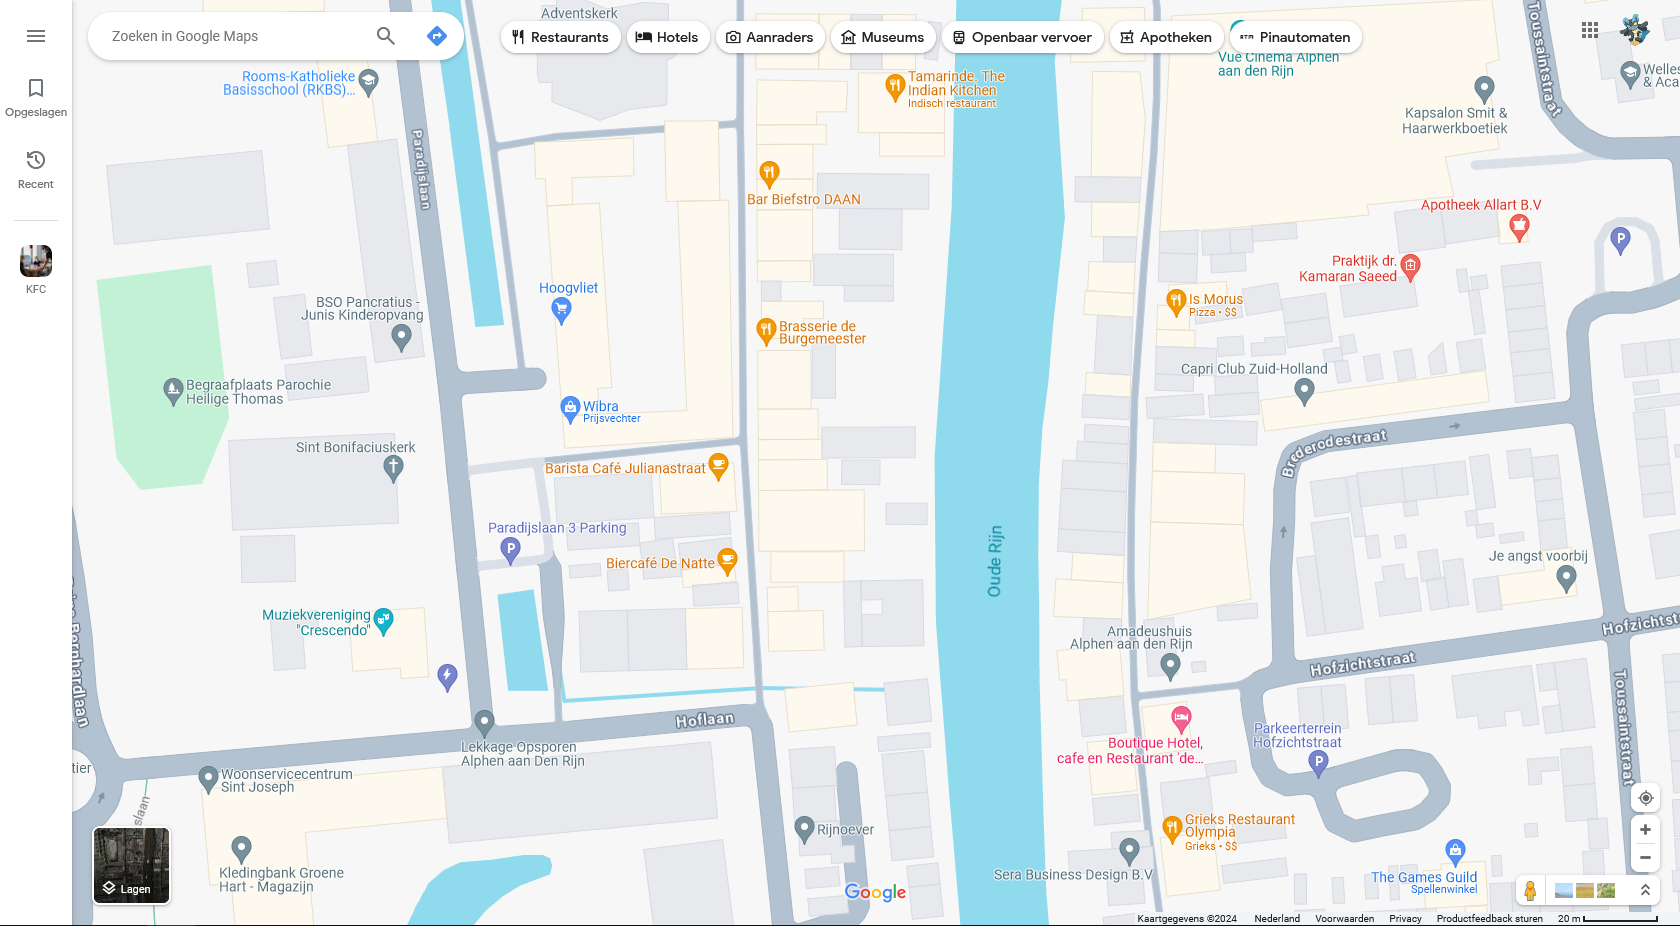 Zoeken in Google Maps
Restaurants
Hotels
Aanraders
Museums
Openbaar vervoer
Apotheken
Pinautomaten
Opgeslagen
Recent
KFC
Adventskerk
Rooms-Katholieke
Basisschool (RKBS)...
Paradijslaan
Tamarinde. The
Indian Kitchen
Indisch restaurant
Vue Cinema Alphen
aan den Rijn
Toussaintstraat
Kapsalon Smit &
Haarwerkboetiek
Welles
& Aca
Bar Biefstro DAAN
Apotheek Allart B.V
Praktijk dr.
Kamaran Saeed
Hoogvliet
BSO Pancratius -
Junis Kinderopvang
Is Morus
Pizza • $$
Brasserie de
Burgemeester
Capri Club Zuid-Holland
Begraafplaats Parochie
Heilige Thomas
Wibra
Prijsvechter
Sint Bonifaciuskerk
Barista Café Julianastraat
Brederodestraat
Paradijslaan 3 Parking
Oude Rijn
Biercafé De Natte
Je angst voorbij
Muziekvereniging
"Crescendo"
Amadeushuis
Alphen aan den Rijn
Hofzichtst
Hofzichtstraat
Toussaintstraat
Hoflaan
Lekkage Opsporen
Alphen aan Den Rijn
Boutique Hotel,
cafe en Restaurant 'de...
Parkeerterrein
Hofzichtstraat
tier
Woonservicecentrum
Sint Joseph
slaan
Rijnoever
Grieks Restaurant
Olympia
Grieks • $$
Kledingbank Groene
Hart - Magazijn
Sera Business Design B.V
The Games Guild
Spellenwinkel
Lagen
Google
Kaartgegevens ©2024
Nederland
Voorwaarden
Privacy
Productfeedback sturen
20 m